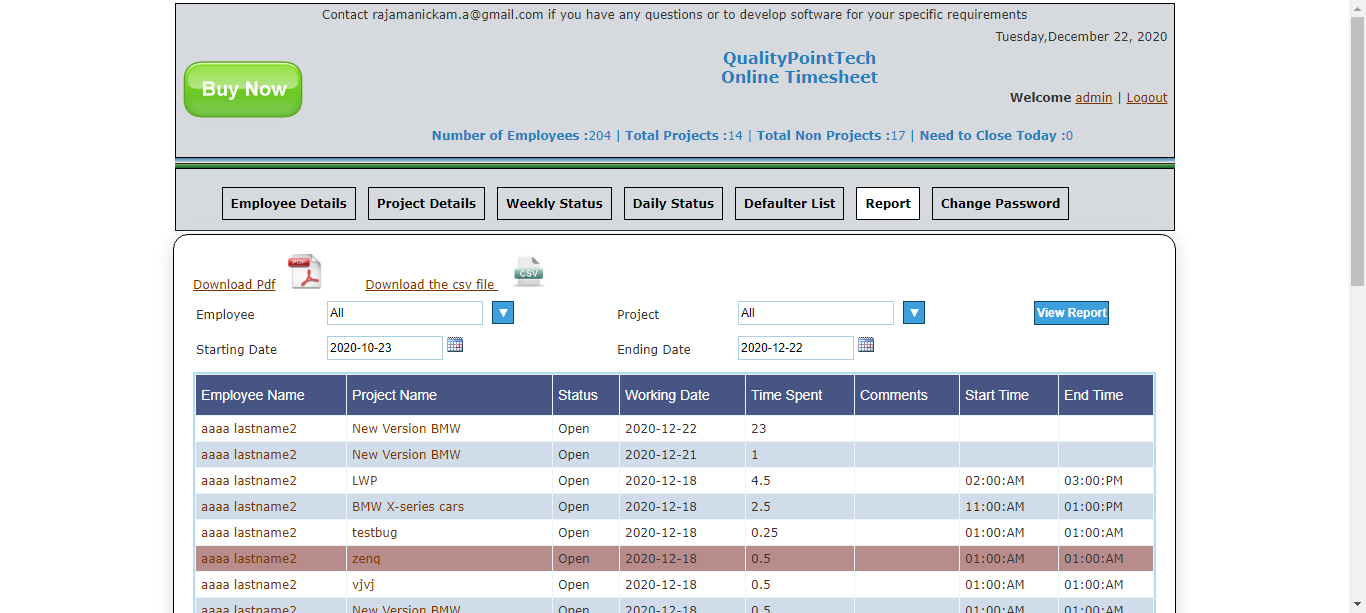 Contact rajamanickam.a@gmail.com if you have any questions or to develop software for your specific requirements
Tuesday,December 22, 2020
QualityPointTech
Online Timesheet
Buy Now
Welcome admin | Logout
Number of Employees :204 | Total Projects :14 | Total Non Projects :17 | Need to Close Today :0
Employee Details Project Details Weekly Status Daily Status Defaulter List Report Change Password
Download Pdf PDF Download the csv file CSV
Employee All Project All View Report
Starting Date 2020-10-23 Ending Date 2020-12-22
Employee Name Project Name Status Working Date Time Spent Comments Start Time End Time
aaaa lastname2 New Version BMW Open 2020-12-22 23
aaaa lastname2 New Version BMW Open 2020-12-21 1
aaaa lastname2 LWP Open 2020-12-18 4.5 02:00:AM 03:00:PM
aaaa lastname2 BMW X-series cars Open 2020-12-18 2.5 11:00:AM 01:00:PM
aaaa lastname2 testbug Open 2020-12-18 0.25 01:00:AM 01:00:AM
aaaa lastname2 zenq Open 2020-12-18 0.5 01:00:AM 01:00:AM
aaaa lastname2 vjvj Open 2020-12-18 0.5 01:00:AM 01:00:AM
aaaa lastname2 New Version BMW Open 2020-12-18 0.5 01:00:AM 01:00:AM